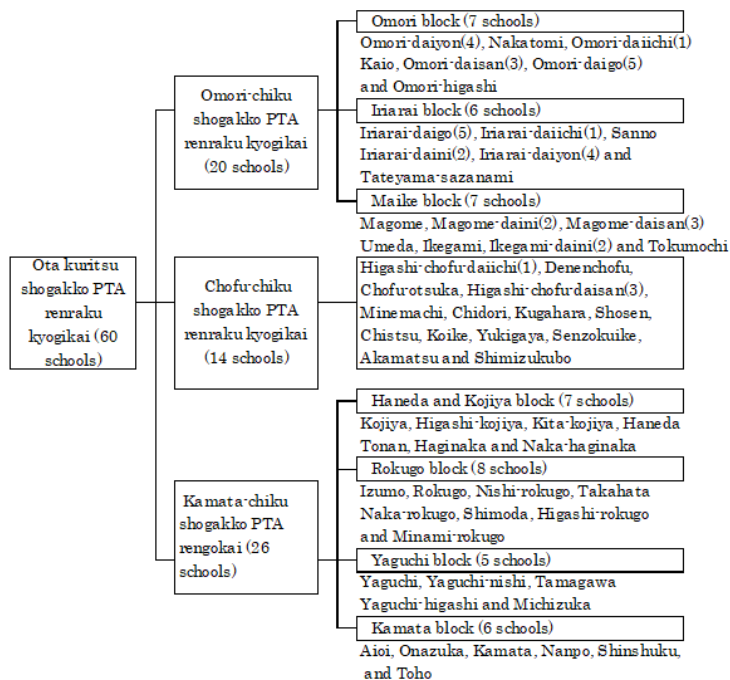 Ota kuritsu
shogakko PTA
renraku
kyogikai (60
schools)
Omori-chiku
shogakko PTA
renraku kyogikai
(20 schools)
Omori block (7 schools)
Omori-daiyon(4), Nakatomi, Omori-daiichi(1)
Kaio, Omori-daisan(3), Omori-daigo(5)
and Omori-higashi
Iriarai block (6 schools)
Iriarai-daigo(5), Iriarai-daiichi(1), Sanno
Iriarai-daini(2), Iriarai-daiyon(4) and
Tateyama-sazanami
Maike block (7 schools)
Magome, Magome-daini(2), Magome-daisan(3)
Umeda, Ikegami, Ikegami-daini(2) and Tokumochi
Chofu-chiku
shogakko PTA
renraku kyogikai
(14 schools)
Higashi-chofu-daiichi(1), Denenchofu,
Chofu-otsuka, Higashi-chofu-daisan(3),
Minemachi, Chidori, Kugahara, Shosen,
Chistsu, Koike, Yukigaya, Senzokuike,
Akamatsu and Shimizukubo
Kamata-chiku
shogakko PTA
rengokai (26
schools)
Haneda and Kojiya block (7 schools)
Kojiya, Higashi-kojiya, Kita-kojiya, Haneda
Tonan, Haginaka and Naka-haginaka
Rokugo block (8 schools)
Izumo, Rokugo, Nishi-rokugo, Takahata
Naka-rokugo, Shimoda, Higashi-rokugo
and Minami-rokugo
Yaguchi block (5 schools)
Yaguchi, Yaguchi-nishi, Tamagawa
Yaguchi-higashi and Michizuka
Kamata block (6 schools)
Aioi, Onazuka, Kamata, Nanpo, Shinshuku,
and Toho